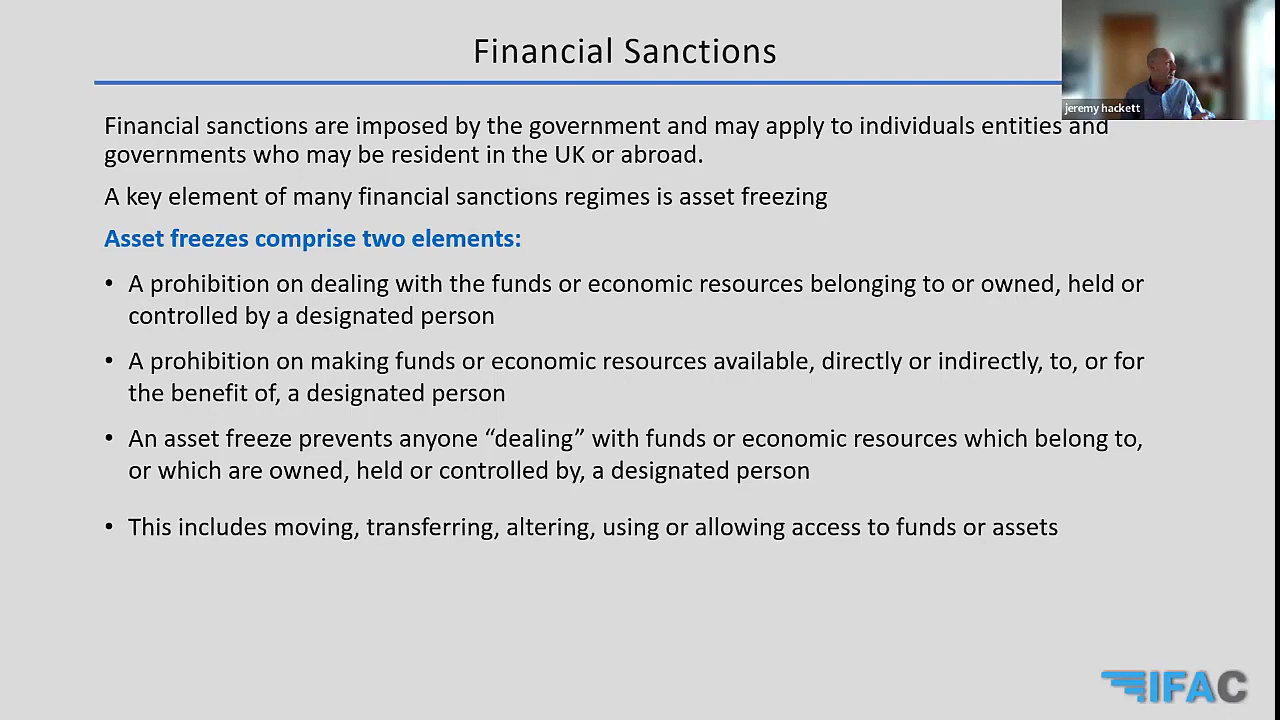 Financial Sanctions
jeremy hackett
Financial sanctions are imposed by the government and may apply to individuals entities and
governments who may be resident in the UK or abroad.
A key element of many financial sanctions regimes is asset freezing
Asset freezes comprise two elements:
• A prohibition on dealing with the funds or economic resources belonging to or owned, held or
controlled by a designated person
• A prohibition on making funds or economic resources available, directly or indirectly, to, or for
the benefit of, a designated person
• An asset freeze prevents anyone “dealing” with funds or economic resources which belong to,
or which are owned, held or controlled by, a designated person
• This includes moving, transferring, altering, using or allowing access to funds or assets
IFAC